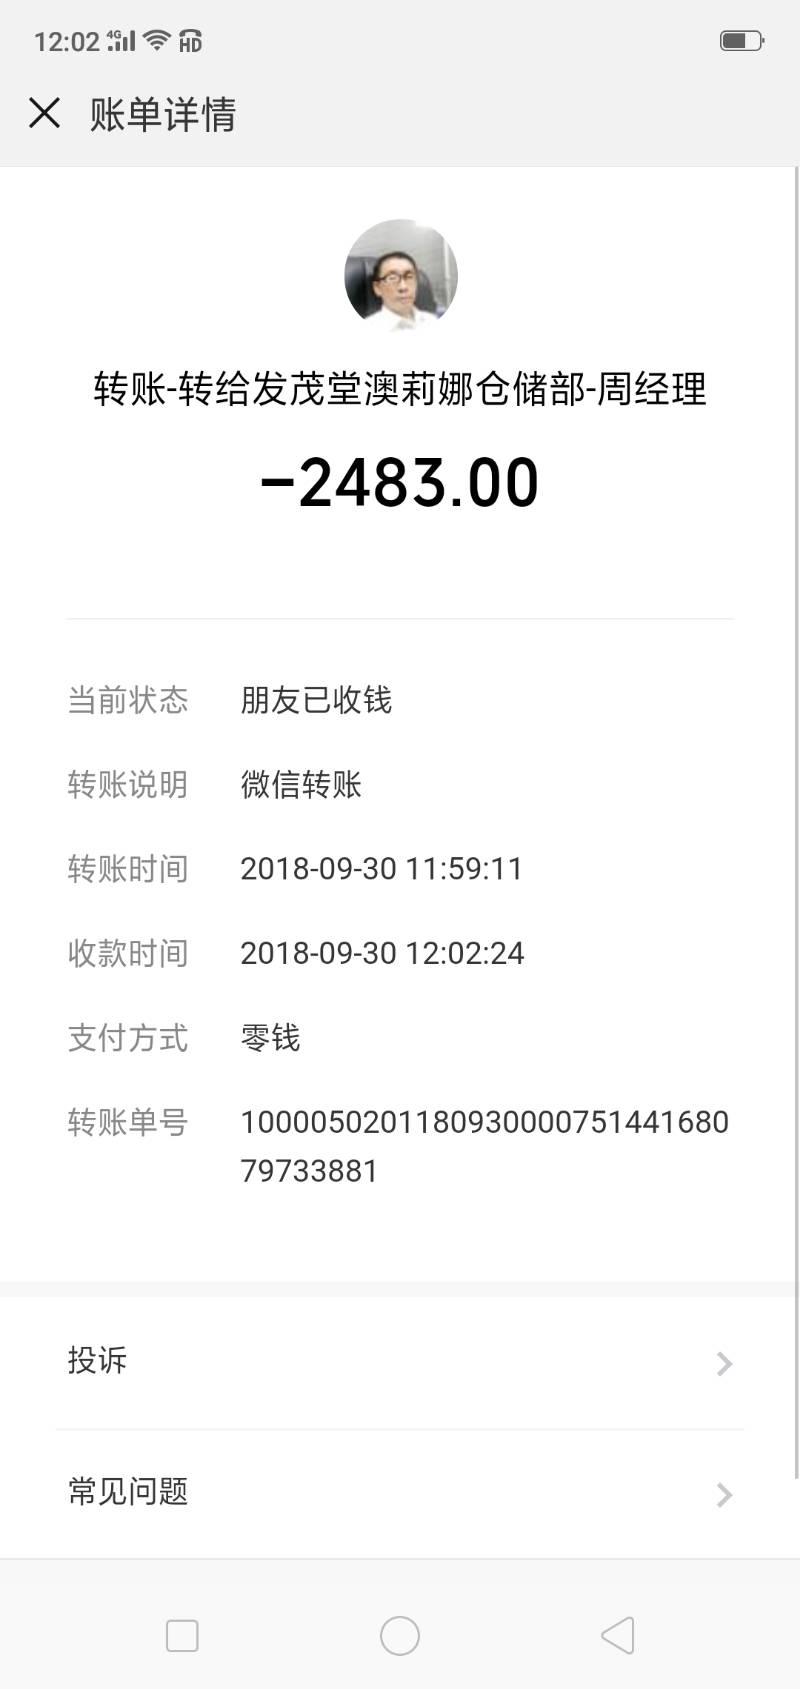 12:02 4G HD
账单详情
转账-转给发茂堂澳莉娜仓储部-周经理
-2483.00
当前状态 朋友已收钱
转账说明 微信转账
转账时间 2018-09-30 11:59:11
收款时间 2018-09-30 12:02:24
支付方式 零钱
转账单号 1000050201180930000751441680
79733881
投诉
常见问题